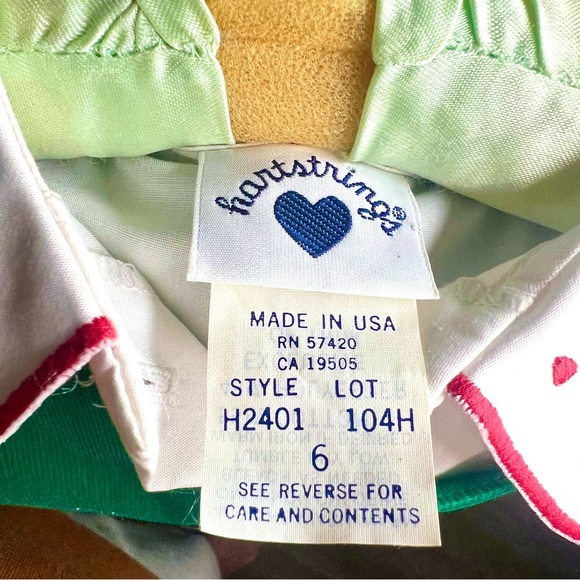 hartstrings®
MADE IN USA
RN 57420
CA 19505
STYLE LOT
H2401 104H
6
SEE REVERSE FOR
CARE AND CONTENTS